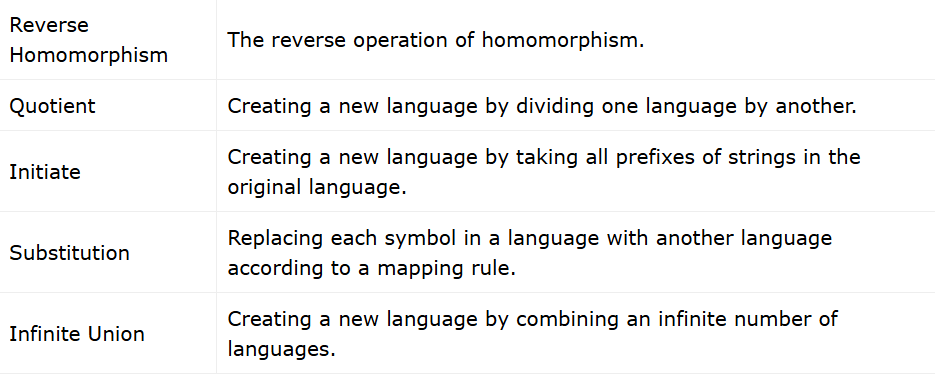 Reverse
Homomorphism
The reverse operation of homomorphism.
Quotient
Creating a new language by dividing one language by another.
Initiate
Creating a new language by taking all prefixes of strings in the
original language.
Substitution
Replacing each symbol in a language with another language
according to a mapping rule.
Infinite Union
Creating a new language by combining an infinite number of
languages.